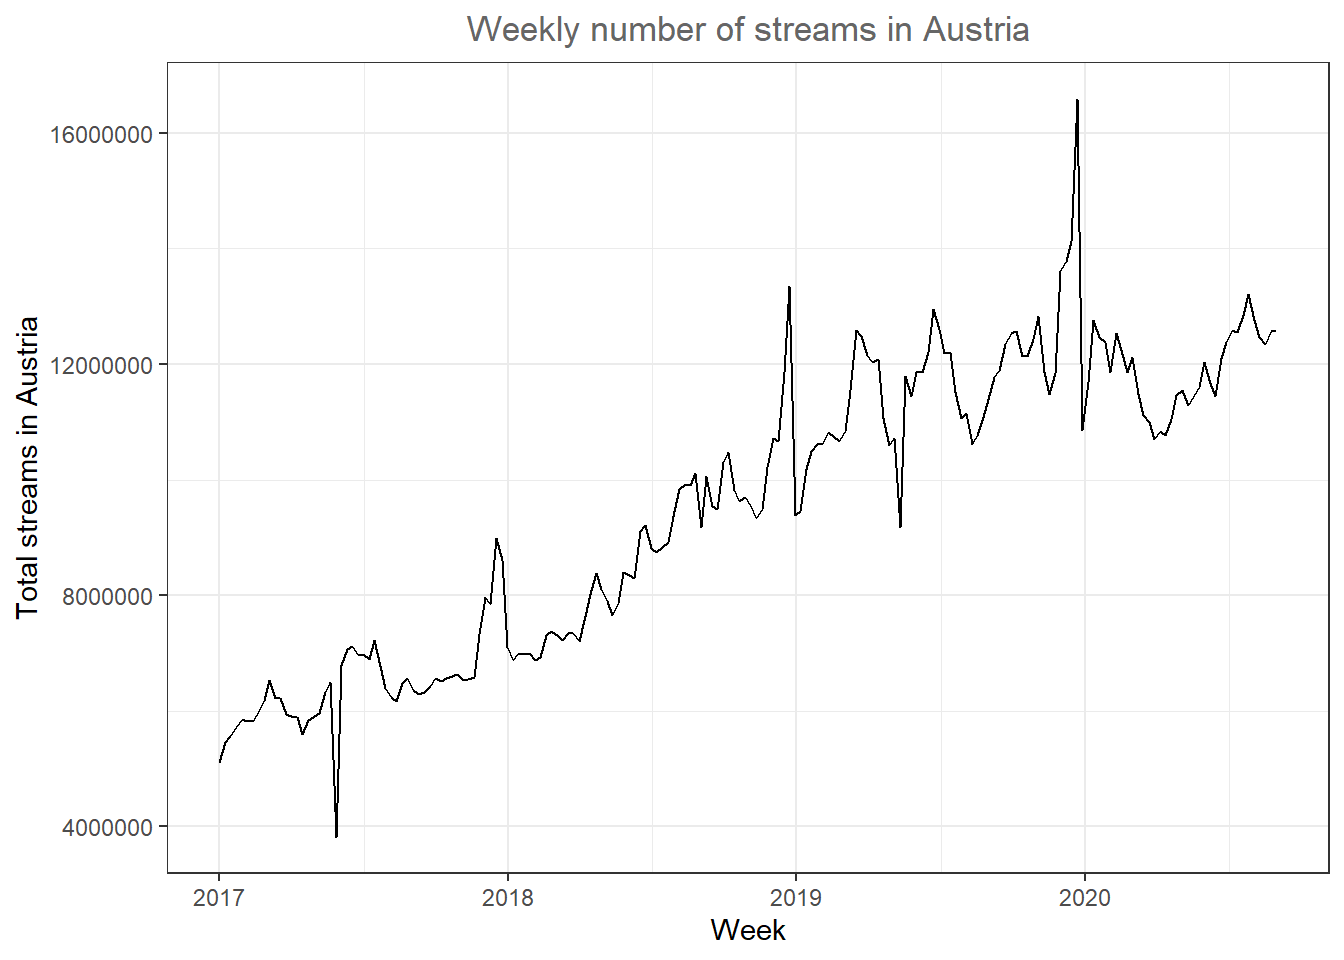 Weekly number of streams in Austria
Total streams in Austria
16000000
12000000
8000000
4000000
2017 2018 2019 2020
Week